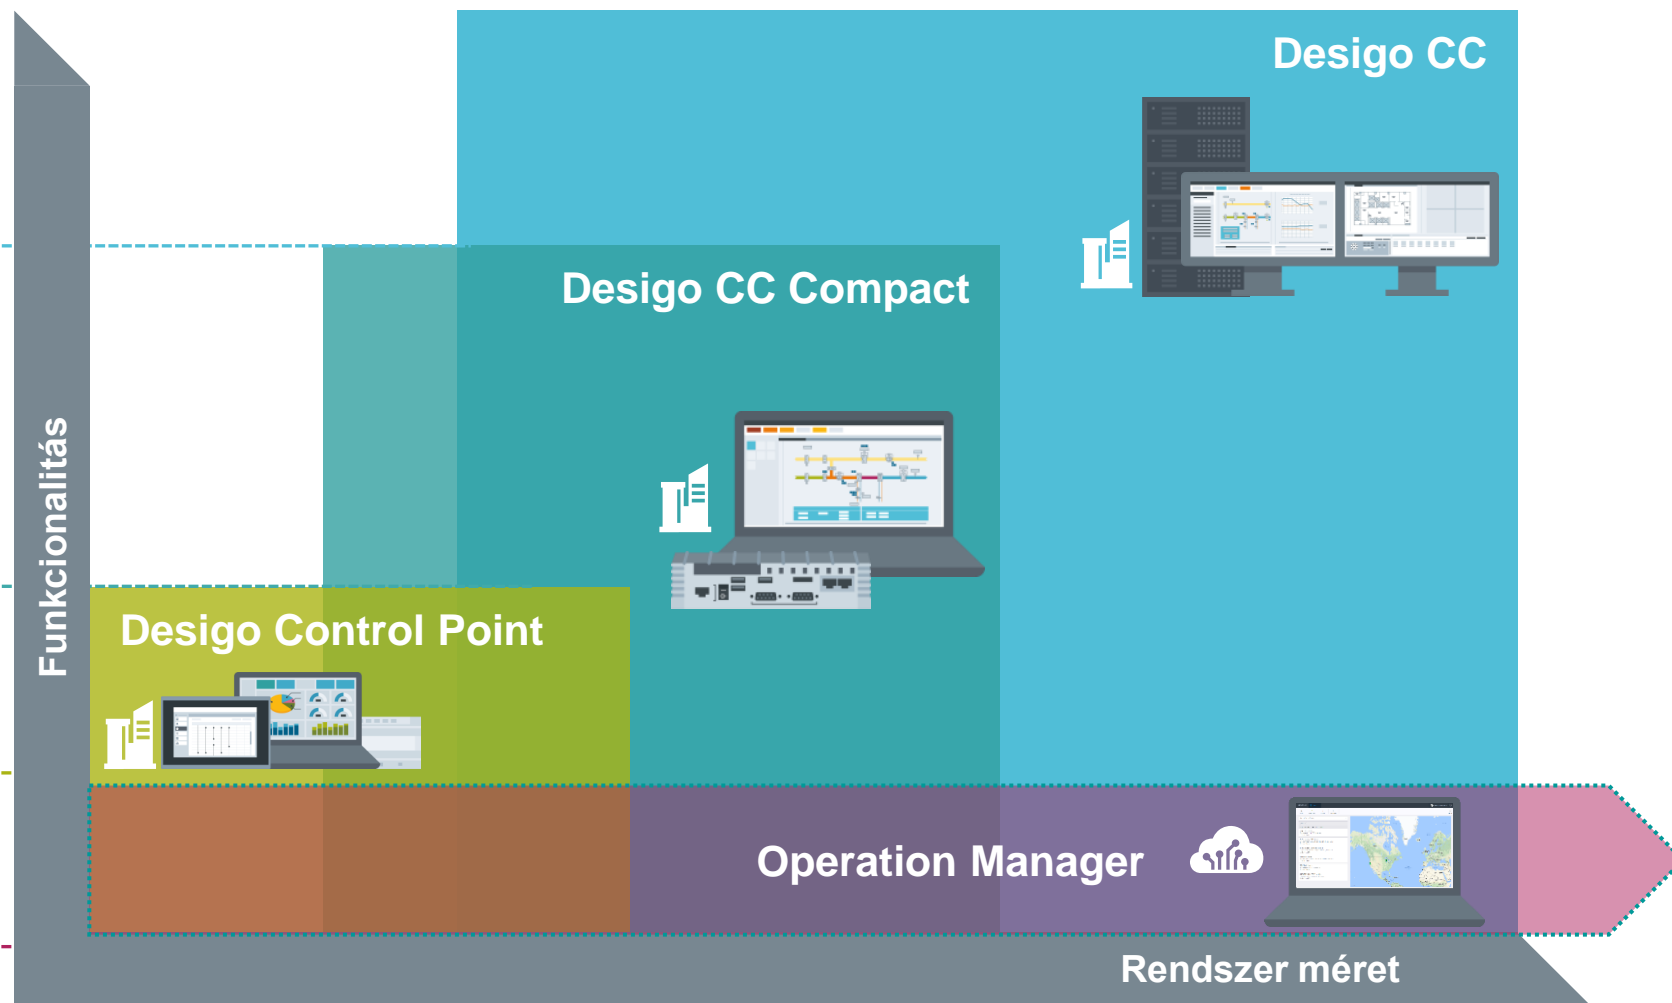 Desigo CC
Desigo CC Compact
Funkcionalitás
Desigo Control Point
Operation Manager
Rendszer méret